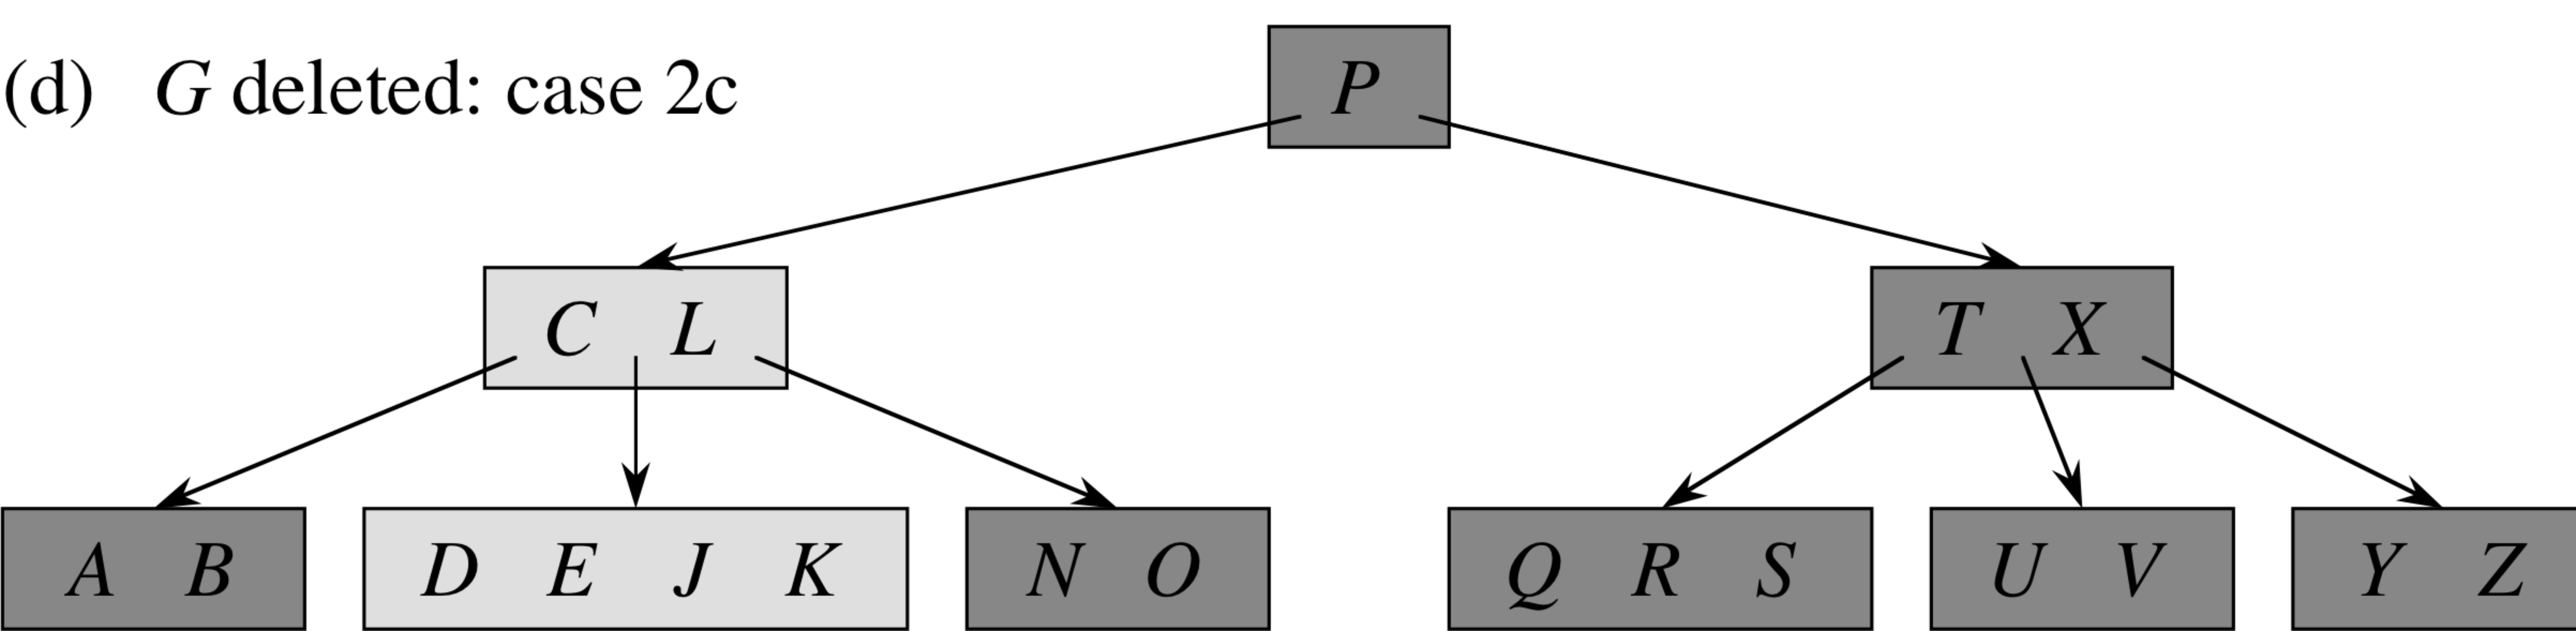 (d) G deleted: case 2c
P
C L
T X
A B
D E J K
N O
Q R S
U V
Y Z